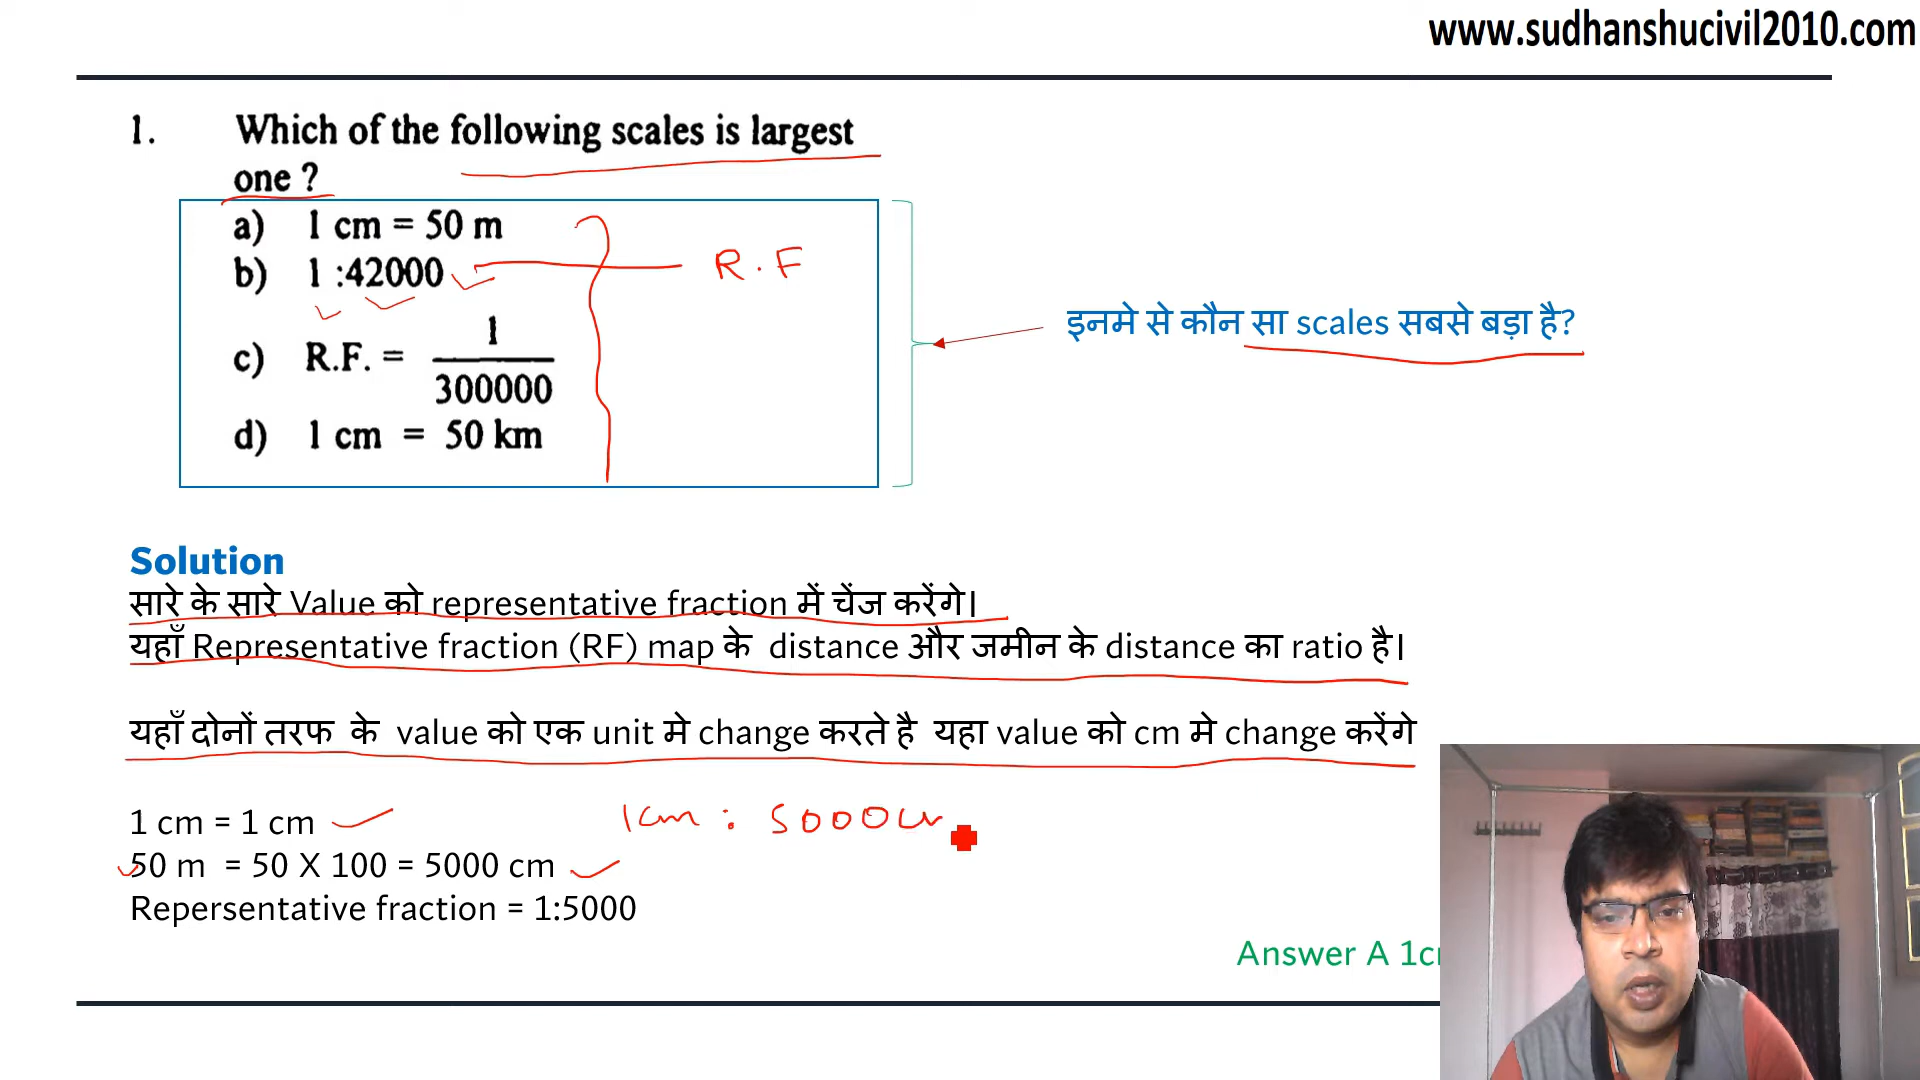 www.sudhanshucivil2010.com
1. Which of the following scales is largest
one ?
a) 1 cm = 50 m
b) 1 :42000
R.F
c) R.F. = 1
300000
d) 1 cm = 50 km
इनमे से कौन सा scales सबसे बड़ा है?
Solution
सारे के सारे Value को representative fraction में चेंज करेंगे।
यहाँ Representative fraction (RF) map के distance और जमीन के distance का ratio है।
यहाँ दोनों तरफ के value को एक unit मे change करते है यहा value को cm मे change करेंगे
1 cm = 1 cm
1cm : 5000cm
50 m = 50 X 100 = 5000 cm
Repersentative fraction = 1:5000
Answer A